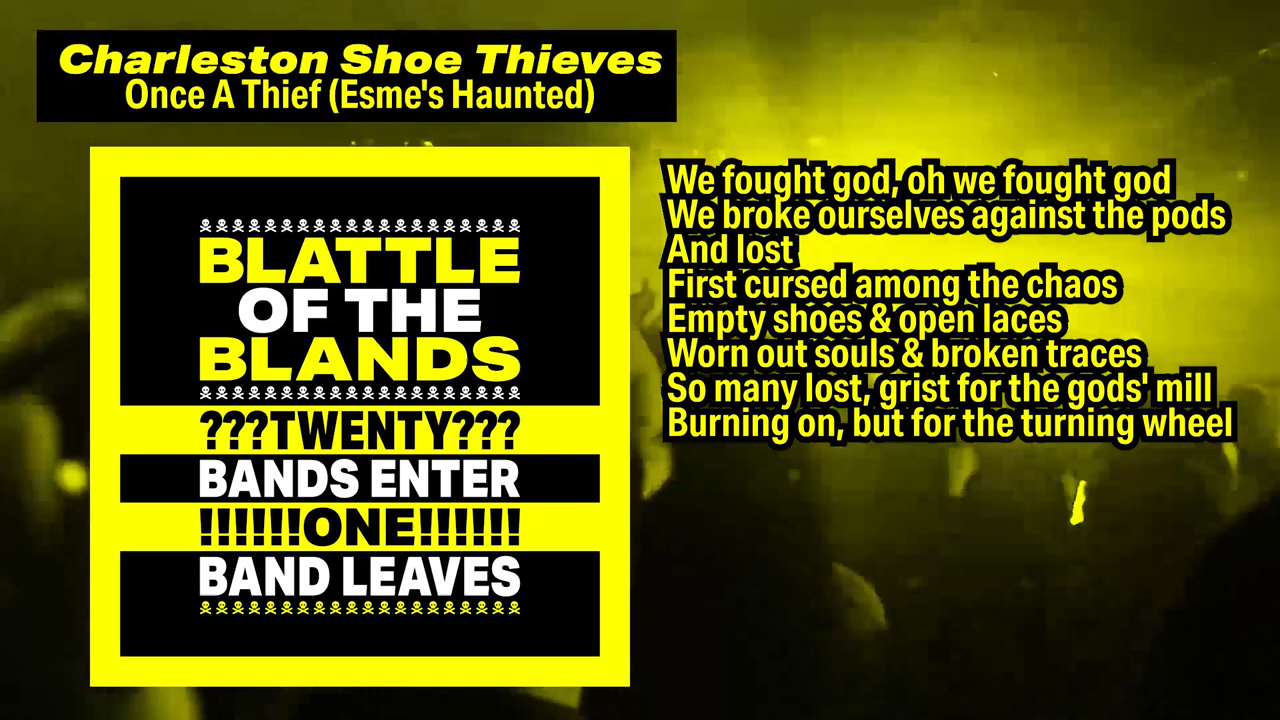 Charleston Shoe Thieves
Once A Thief (Esme's Haunted)
BLATTLE
OF THE
BLANDS
???TWENTY???
BANDS ENTER
!!!!!!ONE!!!!!!
BAND LEAVES
We fought god, oh we fought god
We broke ourselves against the pods
And lost
First cursed among the chaos
Empty shoes & open laces
Worn out souls & broken traces
So many lost, grist for the gods' mill
Burning on, but for the turning wheel